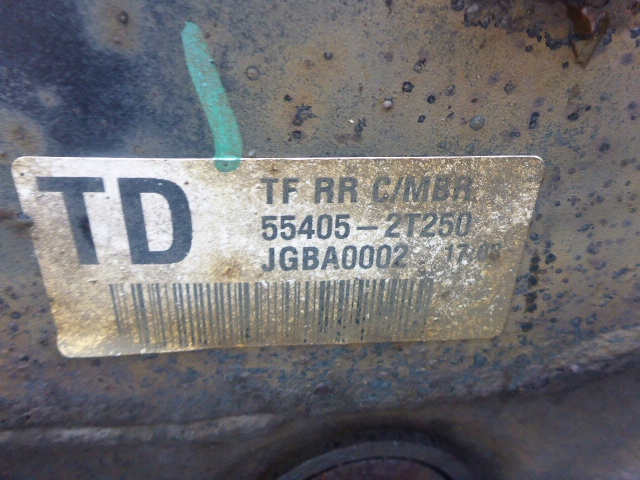 TD
TF RR C/MBR
55405-2T250
JGBA0002